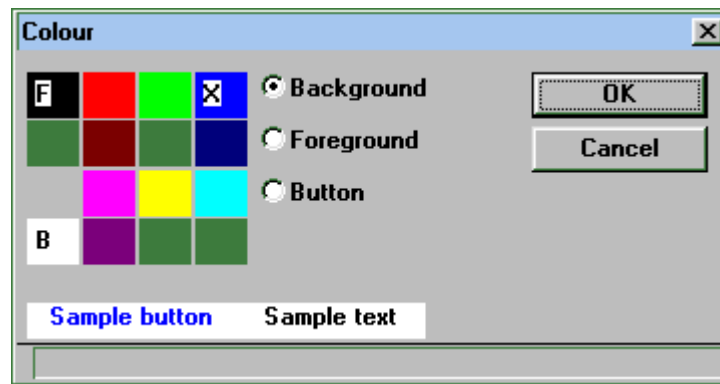 Colour
F
X
Background
OK
Foreground
Cancel
Button
B
Sample button
Sample text